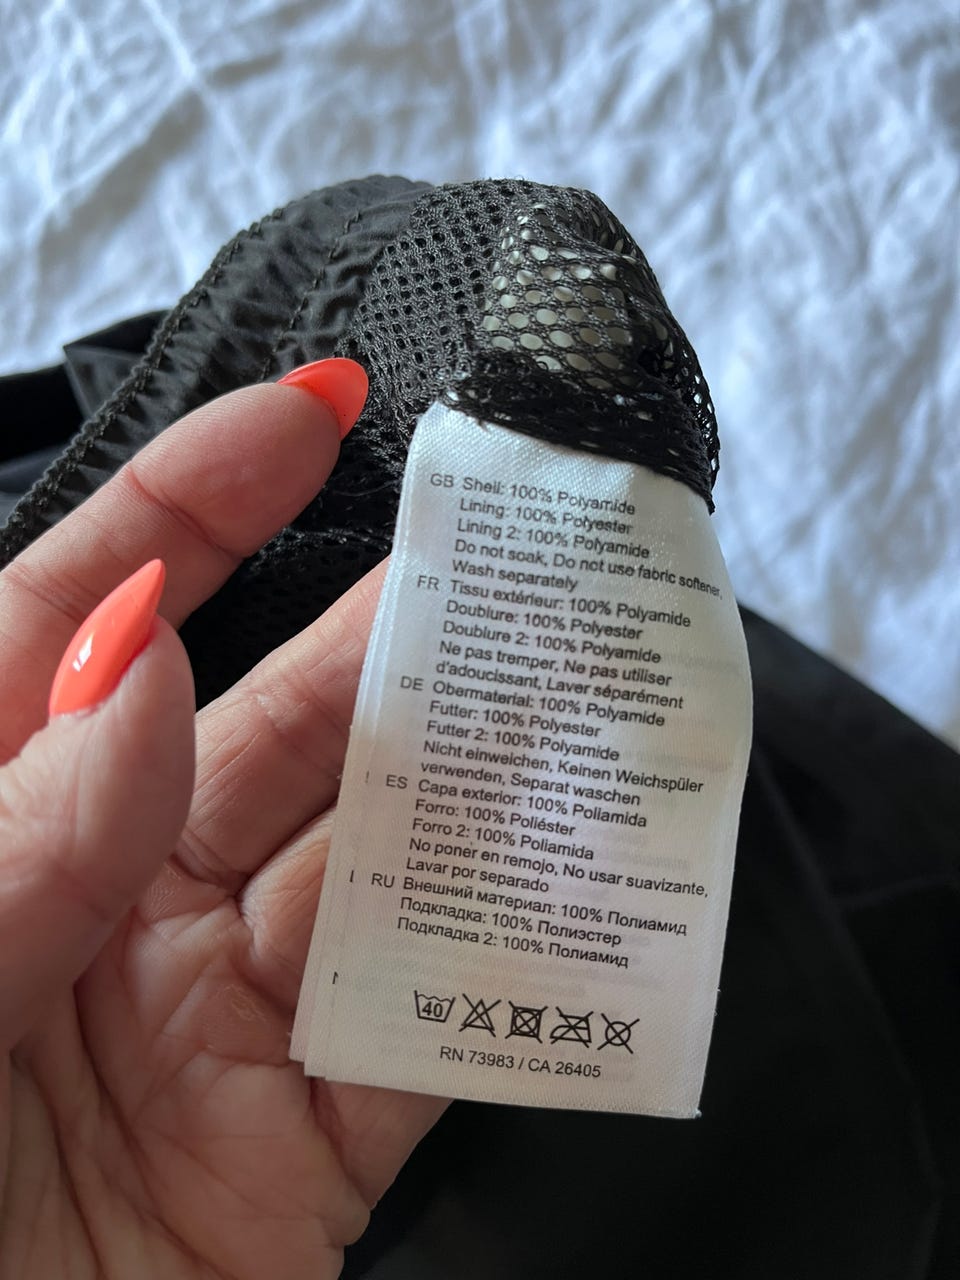 GB Shell: 100% Polyamide
Lining: 100% Polyester
Lining 2: 100% Polyamide
Do not soak, Do not use fabric softener,
Wash separately
FR Tissu extérieur: 100% Polyamide
Doublure: 100% Polyester
Doublure 2: 100% Polyamide
Ne pas tremper, Ne pas utiliser
d'adoucissant, Laver séparément
DE Obermaterial: 100% Polyamide
Futter: 100% Polyester
Futter 2: 100% Polyamide
Nicht einweichen, Keinen Weichspüler
verwenden, Separat waschen
ES Capa exterior: 100% Poliamida
Forro: 100% Poliéster
Forro 2: 100% Poliamida
No poner en remojo, No usar suavizante,
Lavar por separado
RU Внешний материал: 100% Полиамид
Подкладка: 100% Полиэстер
Подкладка 2: 100% Полиамид
40
RN 73983 / CA 26405